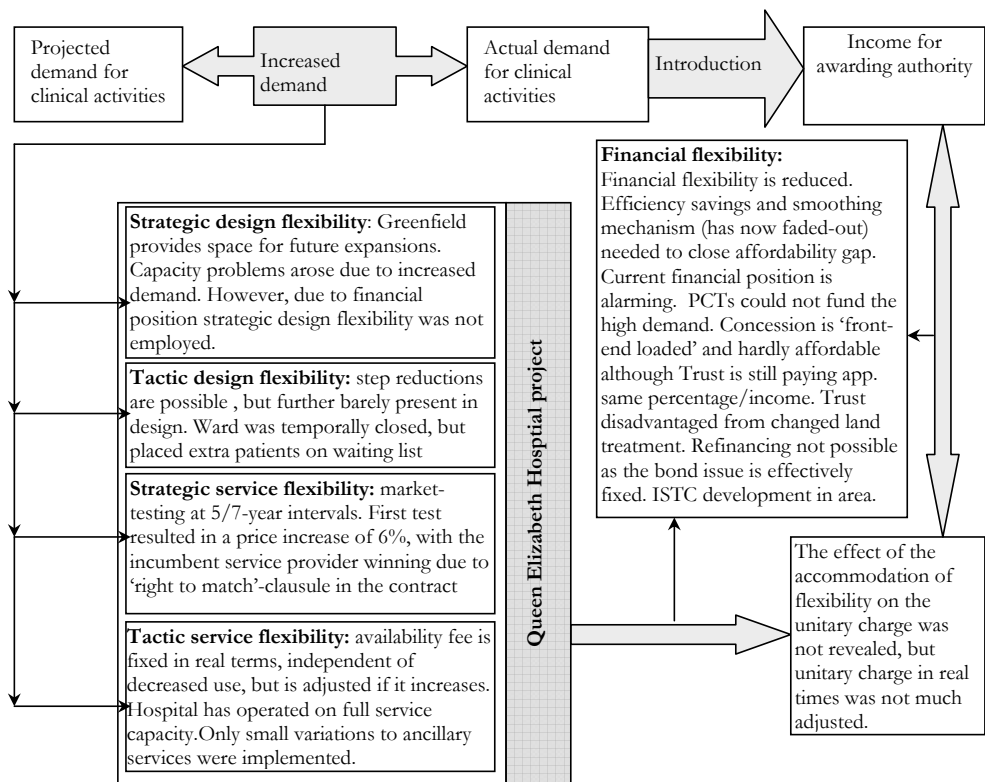 Projected
demand for
clinical activities
Increased
demand
Actual demand
for clinical
activities
Introduction
Income for
awarding authority
Strategic design flexibility: Greenfield
provides space for future expansions.
Capacity problems arose due to increased
demand. However, due to financial
position strategic design flexibility was not
employed.
Tactic design flexibility: step reductions
are possible , but further barely present in
design. Ward was temporally closed, but
placed extra patients on waiting list
Strategic service flexibility: market-
testing at 5/7-year intervals. First test
resulted in a price increase of 6%, with the
incumbent service provider winning due to
‘right to match’-clausule in the contract
Tactic service flexibility: availability fee is
fixed in real terms, independent of
decreased use, but is adjusted if it increases.
Hospital has operated on full service
capacity.Only small variations to ancillary
services were implemented.
Queen Elizabeth Hosptial project
Financial flexibility:
Financial flexibility is reduced.
Efficiency savings and smoothing
mechanism (has now faded-out)
needed to close affordability gap.
Current financial position is
alarming.  PCTs could not fund the
high demand. Concession is ‘front-
end loaded’ and hardly affordable
although Trust is still paying app.
same percentage/income. Trust
disadvantaged from changed land
treatment. Refinancing not possible
as the bond issue is effectively
fixed. ISTC development in area.
The effect of the
accommodation of
flexibility on the
unitary charge was
not revealed, but
unitary charge in real
times was not much
adjusted.